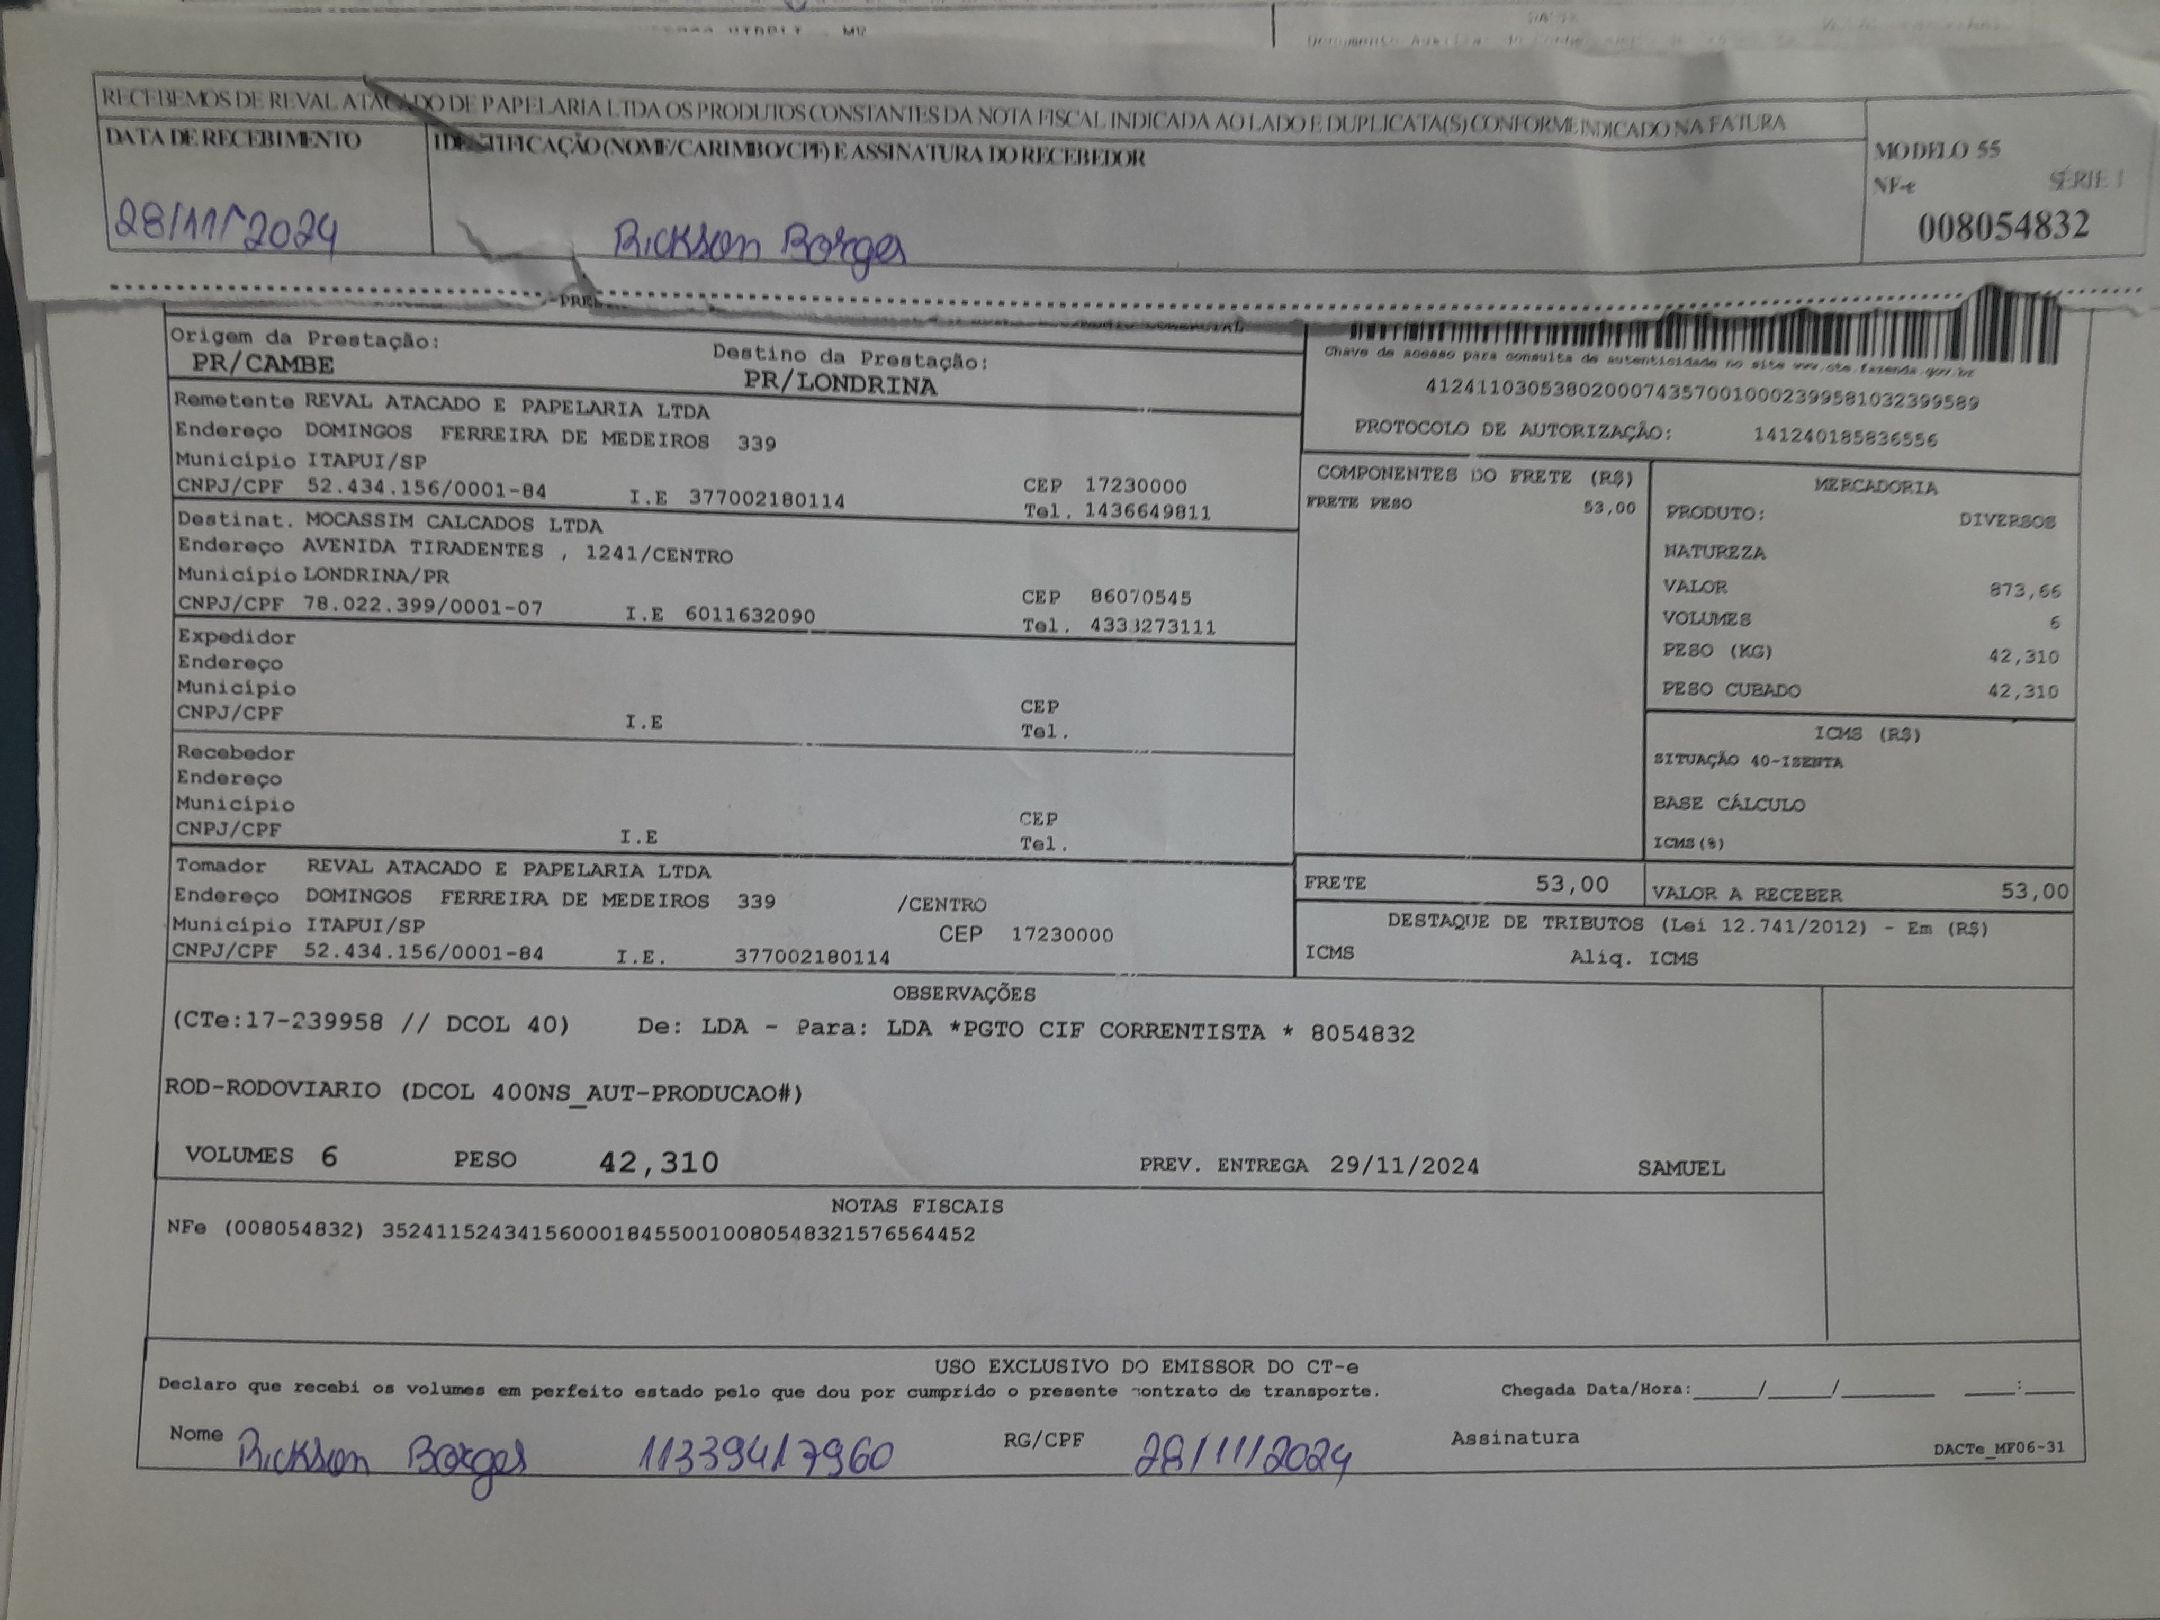 RECEBEMOS DE REVAL ATACADO DE PAPELARIA LTDA OS PRODUTOS CONSTANTES DA NOTA FISCAL INDICADA AO LADO E DUPLICATA(S) CONFORME INDICADO NA FATURA
DATA DE RECEBIMENTO IDENTIFICAÇÃO (NOME/CARIMBO/CPF) E ASSINATURA DO RECEBEDOR
MODELO 55
NF-e SÉRIE 1
008054832
28/11/2024 Rickson Borges
Origem da Prestação: Destino da Prestação:
PR/CAMBE PR/LONDRINA
Chave de acesso para consulta de autenticidade no site www.cte.fazenda.gov.br
41241103053802000743570010002399581032399589
PROTOCOLO DE AUTORIZAÇÃO: 141240185836556
Remetente REVAL ATACADO E PAPELARIA LTDA
Endereço DOMINGOS FERREIRA DE MEDEIROS 339
Município ITAPUI/SP CEP 17230000
CNPJ/CPF 52.434.156/0001-84 I.E 377002180114 Tel. 1436649811
Destinat. MOCASSIM CALCADOS LTDA
Endereço AVENIDA TIRADENTES , 1241/CENTRO
Município LONDRINA/PR CEP 86070545
CNPJ/CPF 78.022.399/0001-07 I.E 6011632090 Tel. 4333273111
Expedidor
Endereço
Município CEP
CNPJ/CPF I.E Tel.
Recebedor
Endereço
Município CEP
CNPJ/CPF I.E Tel.
Tomador REVAL ATACADO E PAPELARIA LTDA
Endereço DOMINGOS FERREIRA DE MEDEIROS 339 /CENTRO
Município ITAPUI/SP CEP 17230000
CNPJ/CPF 52.434.156/0001-84 I.E. 377002180114
COMPONENTES DO FRETE (R$)
FRETE PESO 53,00
MERCADORIA
PRODUTO: DIVERSOS
NATUREZA
VALOR 873,66
VOLUMES 6
PESO (KG) 42,310
PESO CUBADO 42,310
ICMS (R$)
SITUAÇÃO 40-ISENTA
BASE CÁLCULO
ICMS(%)
FRETE 53,00 VALOR A RECEBER 53,00
DESTAQUE DE TRIBUTOS (Lei 12.741/2012) - Em (R$)
ICMS Aliq. ICMS
OBSERVAÇÕES
(CTe:17-239958 // DCOL 40) De: LDA - Para: LDA *PGTO CIF CORRENTISTA * 8054832
ROD-RODOVIARIO (DCOL 400NS_AUT-PRODUCAO#)
VOLUMES 6 PESO 42,310 PREV. ENTREGA 29/11/2024 SAMUEL
NOTAS FISCAIS
NFe (008054832) 35241152434156000184550010080548321576564452
USO EXCLUSIVO DO EMISSOR DO CT-e
Declaro que recebi os volumes em perfeito estado pelo que dou por cumprido o presente contrato de transporte. Chegada Data/Hora:____/____/______ ___:___
Nome Rickson Borges 11339417960 RG/CPF 28/11/2024 Assinatura
DACTe_MF06-31